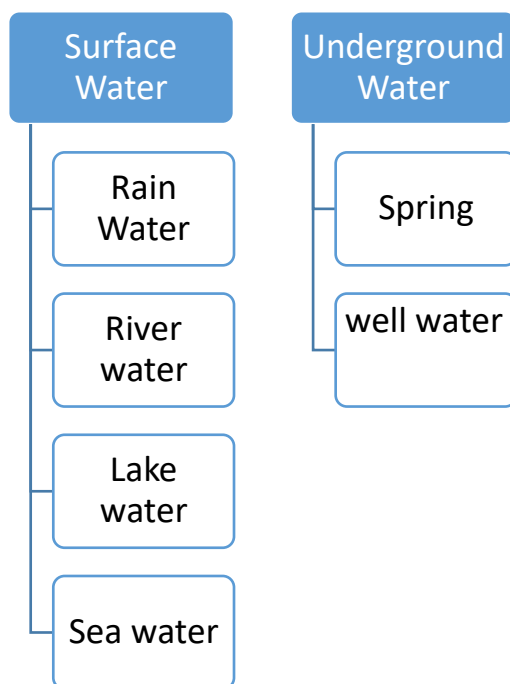 Surface
Water
Rain
Water
River
water
Lake
water
Sea water
Underground
Water
Spring
well water